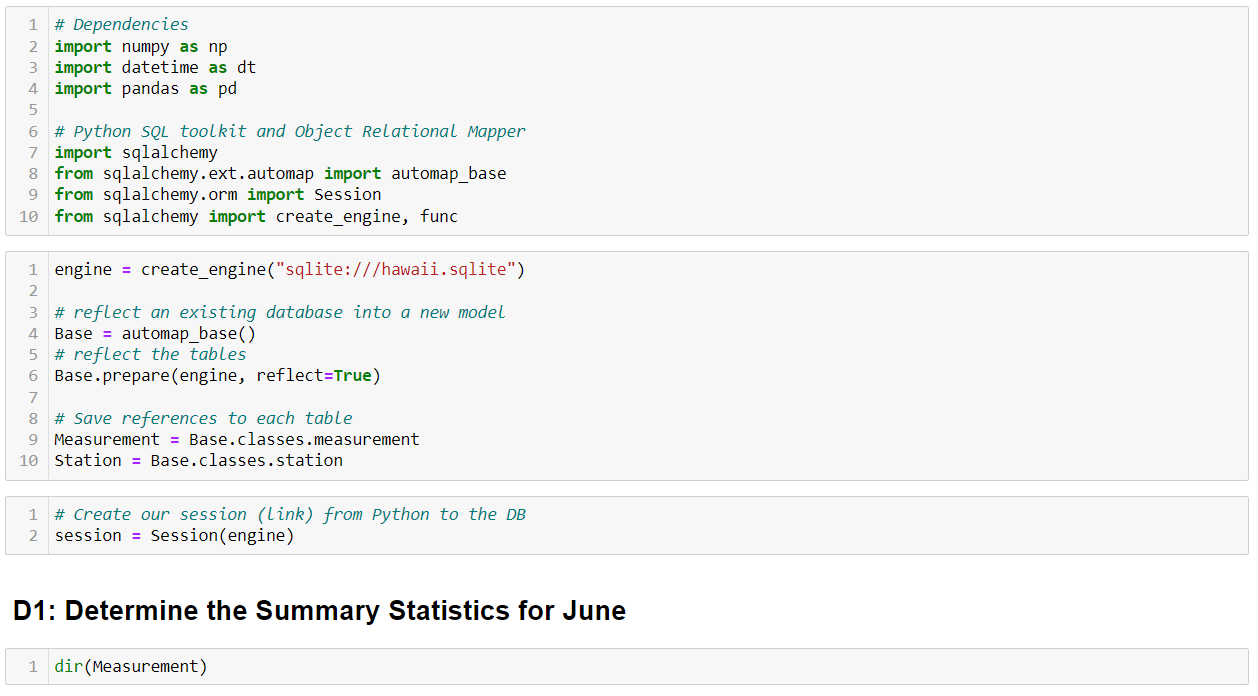 1 # Dependencies
2 import numpy as np
3 import datetime as dt
4 import pandas as pd
5
6 # Python SQL toolkit and Object Relational Mapper
7 import sqlalchemy
8 from sqlalchemy.ext.automap import automap_base
9 from sqlalchemy.orm import Session
10 from sqlalchemy import create_engine, func
1 engine = create_engine("sqlite:///hawaii.sqlite")
2
3 # reflect an existing database into a new model
4 Base = automap_base()
5 # reflect the tables
6 Base.prepare(engine, reflect=True)
7
8 # Save references to each table
9 Measurement = Base.classes.measurement
10 Station = Base.classes.station
1 # Create our session (link) from Python to the DB
2 session = Session(engine)
D1: Determine the Summary Statistics for June
1 dir(Measurement)